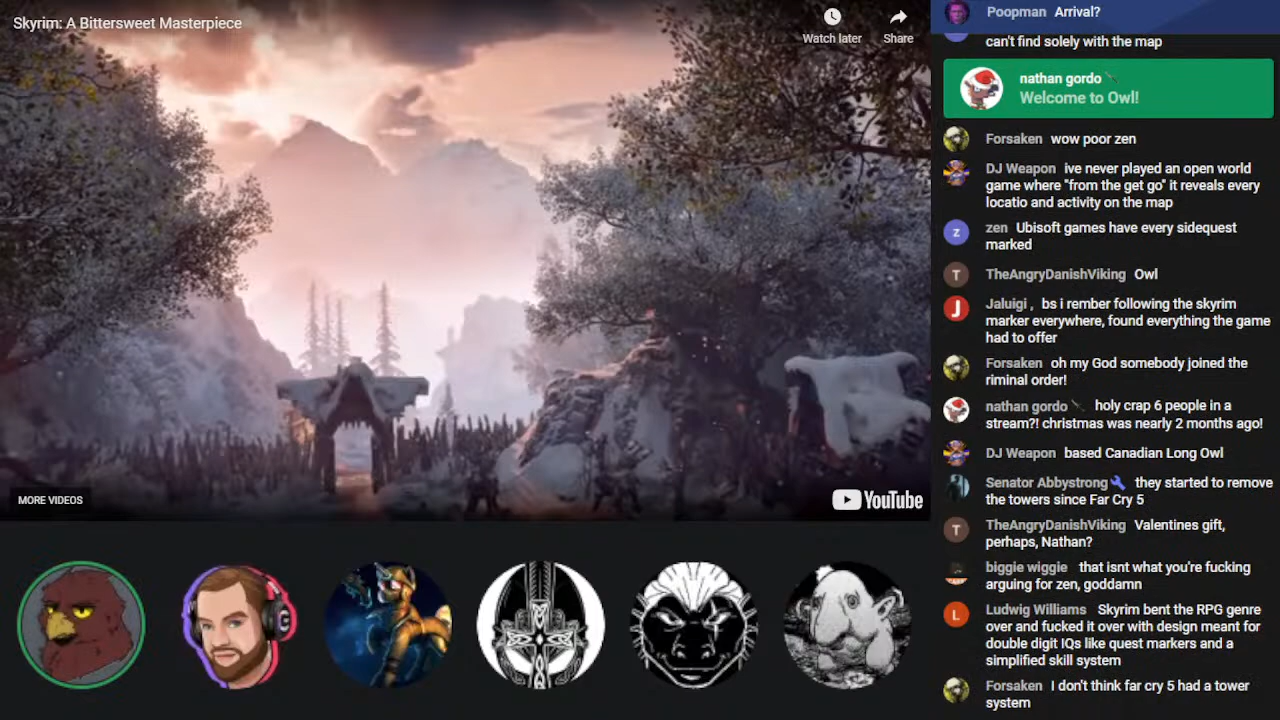 Skyrim: A Bittersweet Masterpiece
Watch later
Share
MORE VIDEOS
YouTube
Poopman Arrival?
can't find solely with the map
nathan gordo
Welcome to Owl!
Forsaken wow poor zen
DJ Weapon ive never played an open world
game where "from the get go" it reveals every
locatio and activity on the map
z
zen Ubisoft games have every sidequest
marked
T
TheAngryDanishViking Owl
J
Jaluigi , bs i rember following the skyrim
marker everywhere, found everything the game
had to offer
Forsaken oh my God somebody joined the
riminal order!
nathan gordo holy crap 6 people in a
stream?! christmas was nearly 2 months ago!
DJ Weapon based Canadian Long Owl
Senator Abbystrong they started to remove
the towers since Far Cry 5
T
TheAngryDanishViking Valentines gift,
perhaps, Nathan?
biggie wiggie that isnt what you're fucking
arguing for zen, goddamn
L
Ludwig Williams Skyrim bent the RPG genre
over and fucked it over with design meant for
double digit IQs like quest markers and a
simplified skill system
Forsaken I don't think far cry 5 had a tower
system